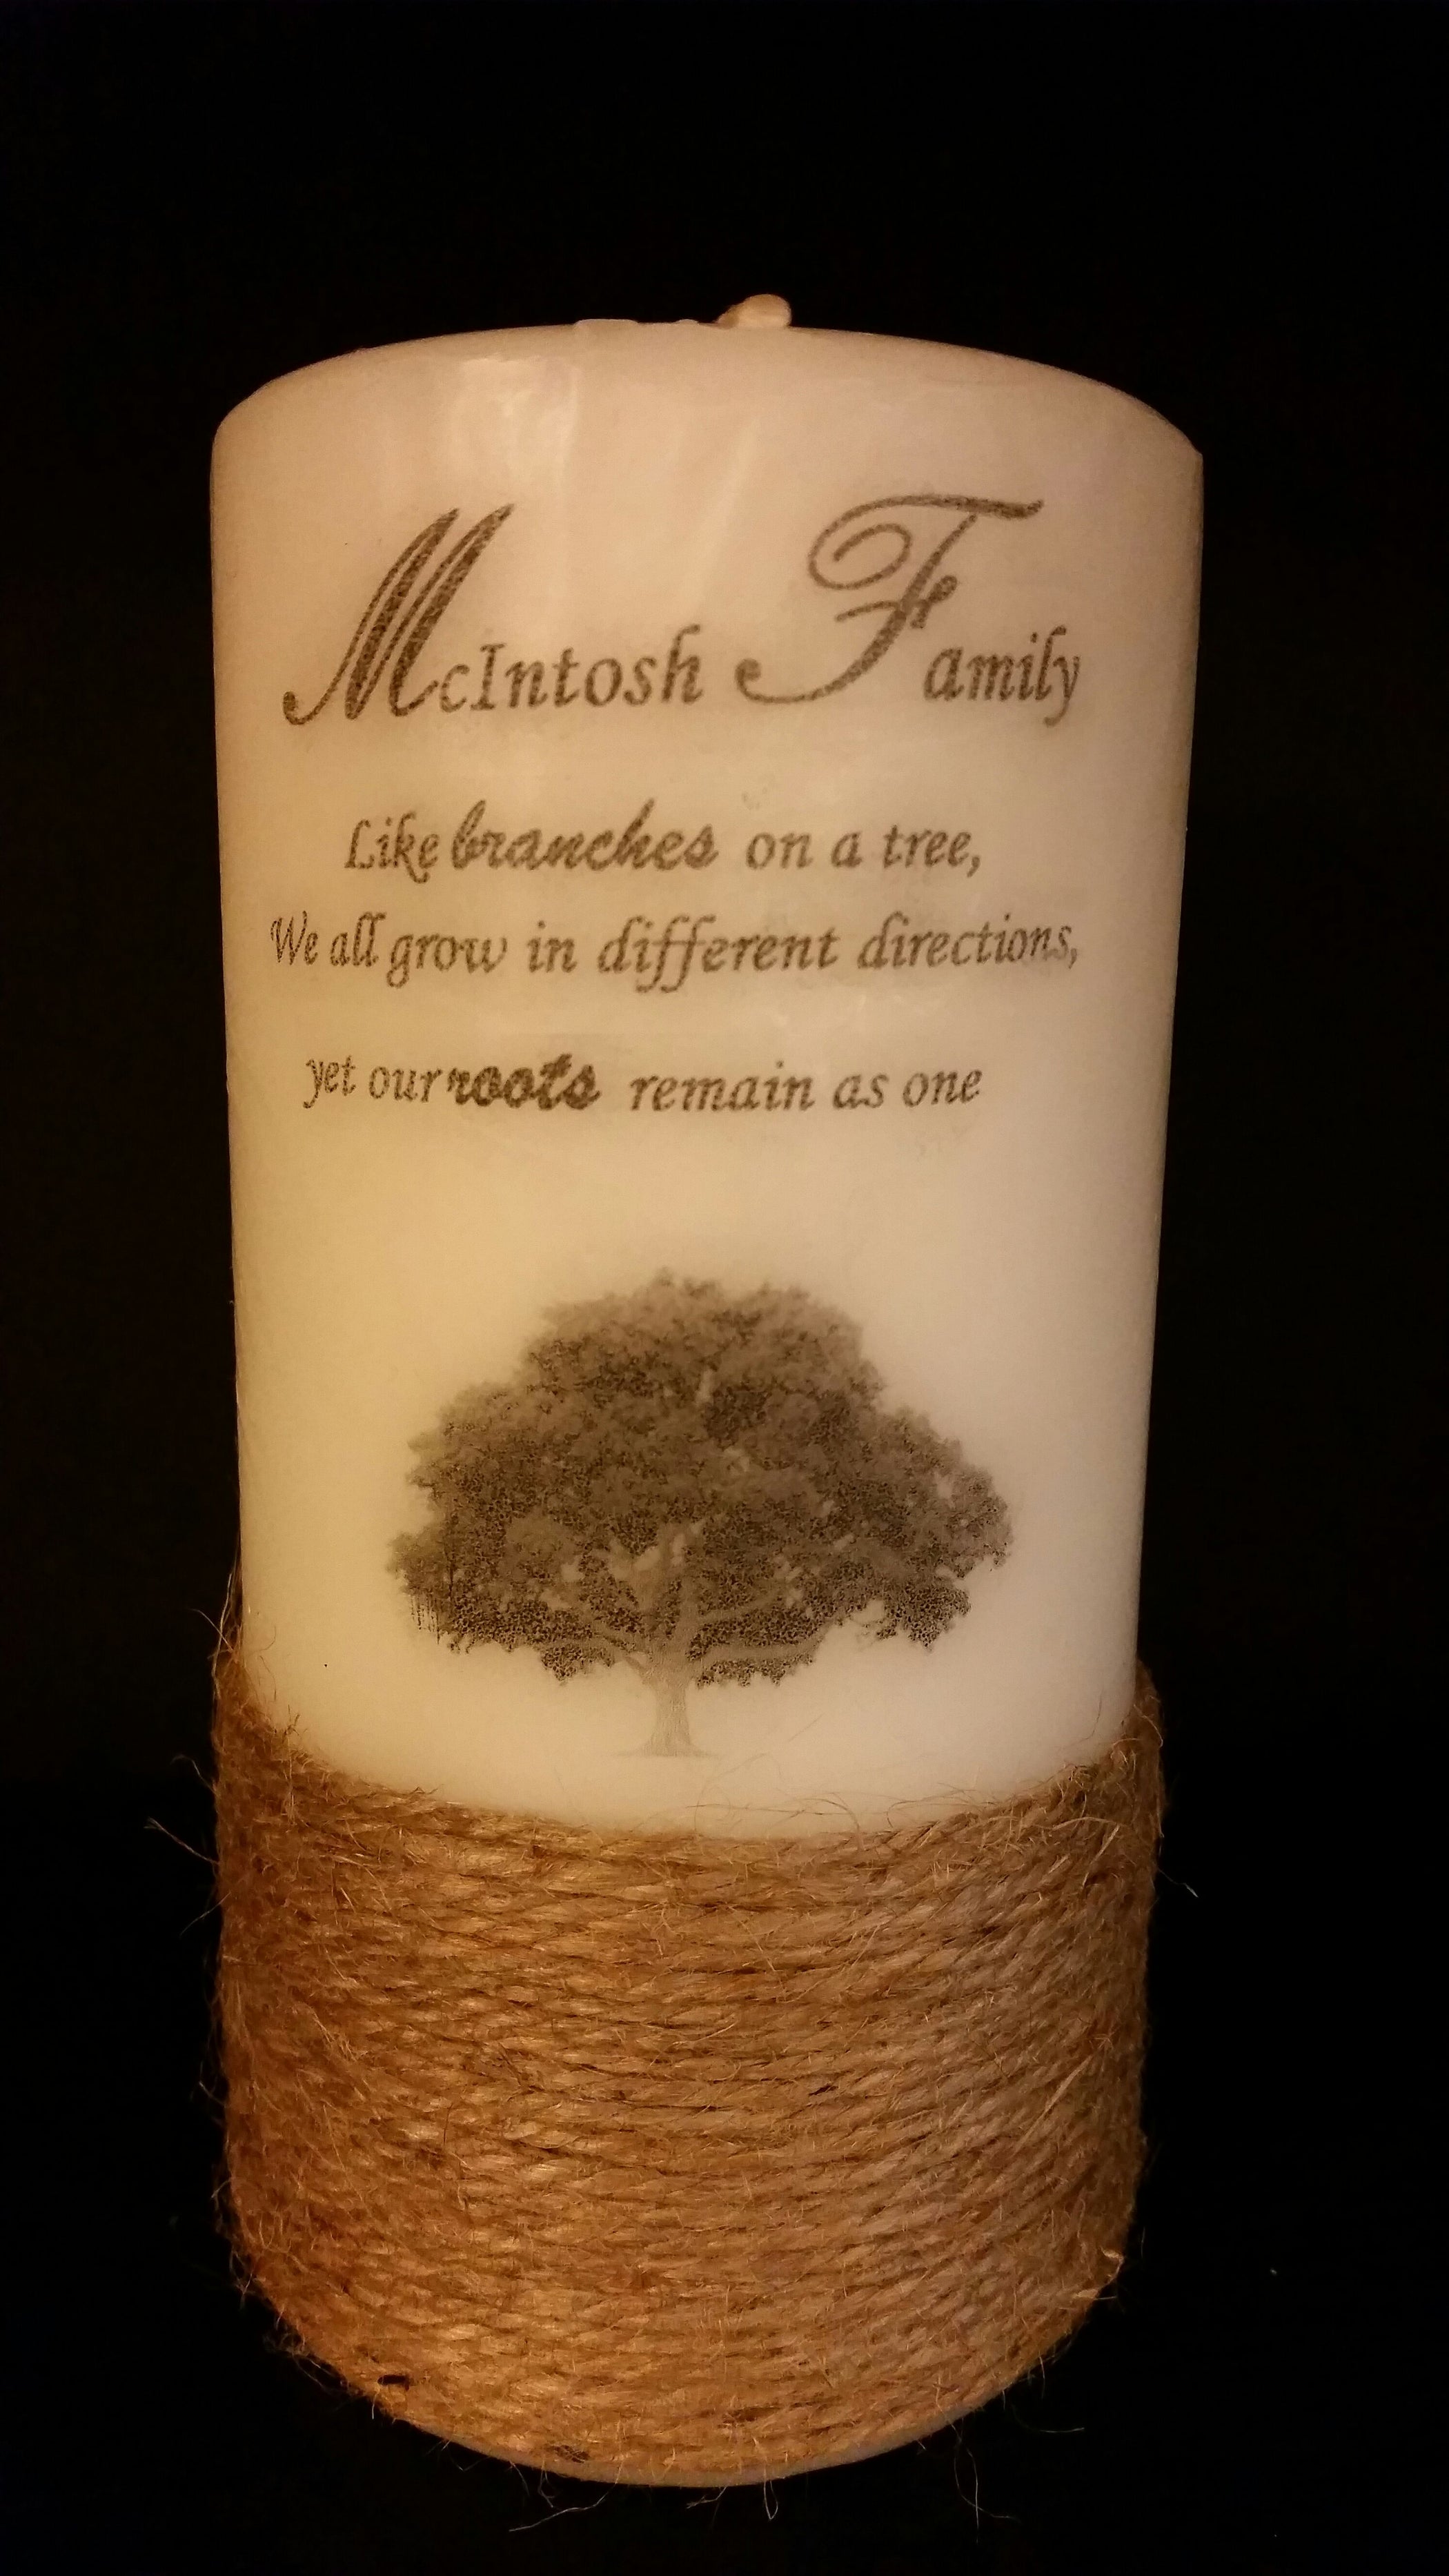 McIntosh Family
Like branches on a tree,
We all grow in different directions,
yet our roots remain as one